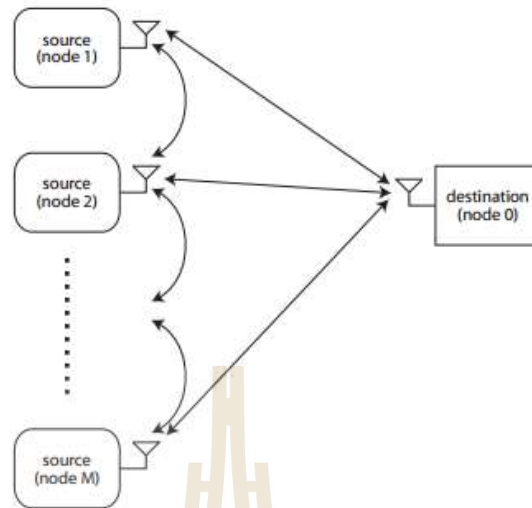 source
(node 1)
source
(node 2)
destination
(node 0)
source
(node M)